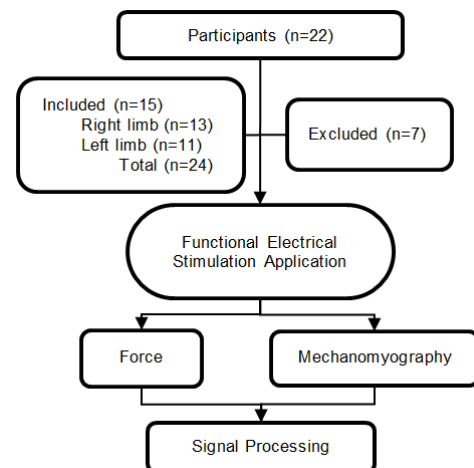 Participants (n=22)
Included (n=15)
Right limb (n=13)
Left limb (n=11)
Total (n=24)
Excluded (n=7)
Functional Electrical
Stimulation Application
Force
Mechanomyography
Signal Processing